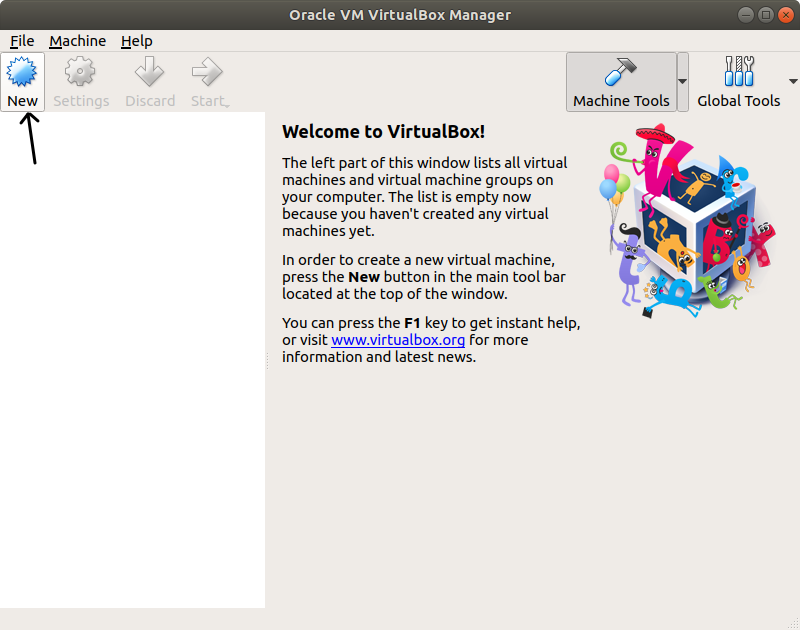 Oracle VM VirtualBox Manager
File Machine Help
New Settings Discard Start Machine Tools Global Tools
Welcome to VirtualBox!
The left part of this window lists all virtual
machines and virtual machine groups on
your computer. The list is empty now
because you haven't created any virtual
machines yet.
In order to create a new virtual machine,
press the New button in the main tool bar
located at the top of the window.
You can press the F1 key to get instant help,
or visit www.virtualbox.org for more
information and latest news.